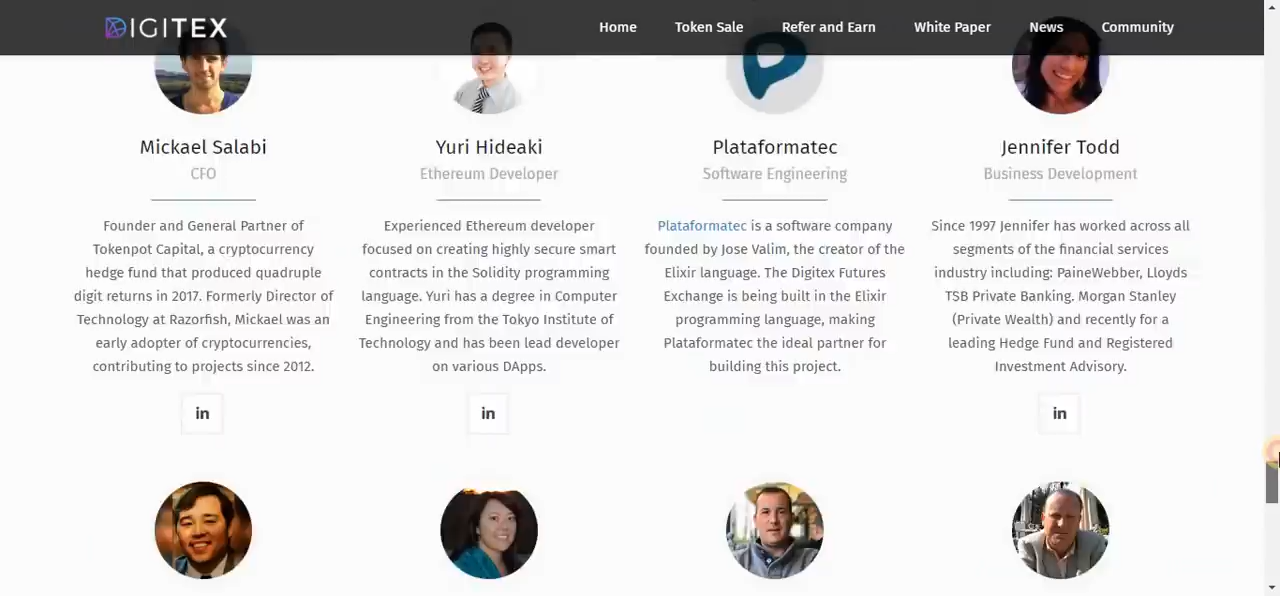 DIGITEX
Home
Token Sale
Refer and Earn
White Paper
News
Community
Mickael Salabi
CFO
Founder and General Partner of
Tokenpot Capital, a cryptocurrency
hedge fund that produced quadruple
digit returns in 2017. Formerly Director of
Technology at Razorfish, Mickael was an
early adopter of cryptocurrencies,
contributing to projects since 2012.
in
Yuri Hideaki
Ethereum Developer
Experienced Ethereum developer
focused on creating highly secure smart
contracts in the Solidity programming
language. Yuri has a degree in Computer
Engineering from the Tokyo Institute of
Technology and has been lead developer
on various DApps.
in
Plataformatec
Software Engineering
Plataformatec is a software company
founded by Jose Valim, the creator of the
Elixir language. The Digitex Futures
Exchange is being built in the Elixir
programming language, making
Plataformatec the ideal partner for
building this project.
Jennifer Todd
Business Development
Since 1997 Jennifer has worked across all
segments of the financial services
industry including: PaineWebber, Lloyds
TSB Private Banking. Morgan Stanley
(Private Wealth) and recently for a
leading Hedge Fund and Registered
Investment Advisory.
in